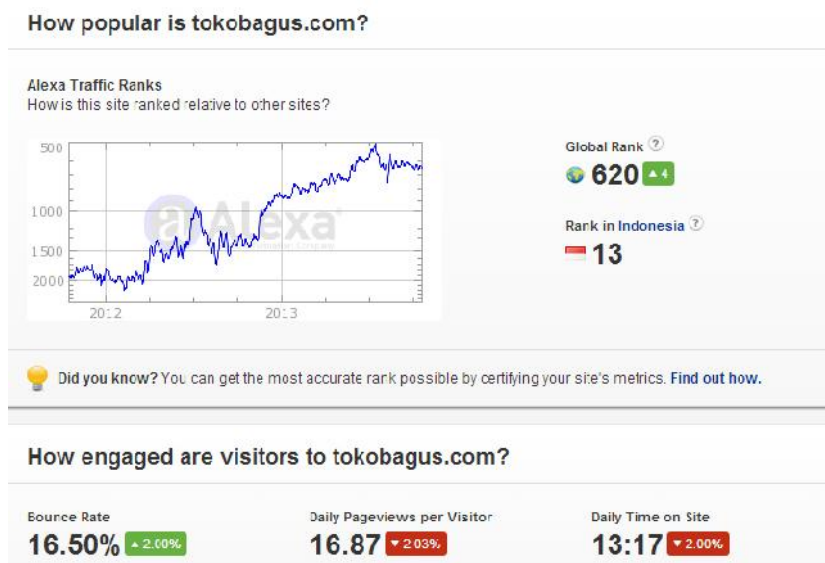 How popular is tokobagus.com?
Alexa Traffic Ranks
How is this site ranked relative to other sites?
500
1000
1500
2000
2012
2013
Alexa
Global Rank ?
620 ▲ 4
Rank in Indonesia ?
13
Did you know? You can get the most accurate rank possible by certifying your site's metrics. Find out how.
How engaged are visitors to tokobagus.com?
Bounce Rate
16.50% ▲ 2.00%
Daily Pageviews per Visitor
16.87 ▼ 2.03%
Daily Time on Site
13:17 ▼ 2.00%